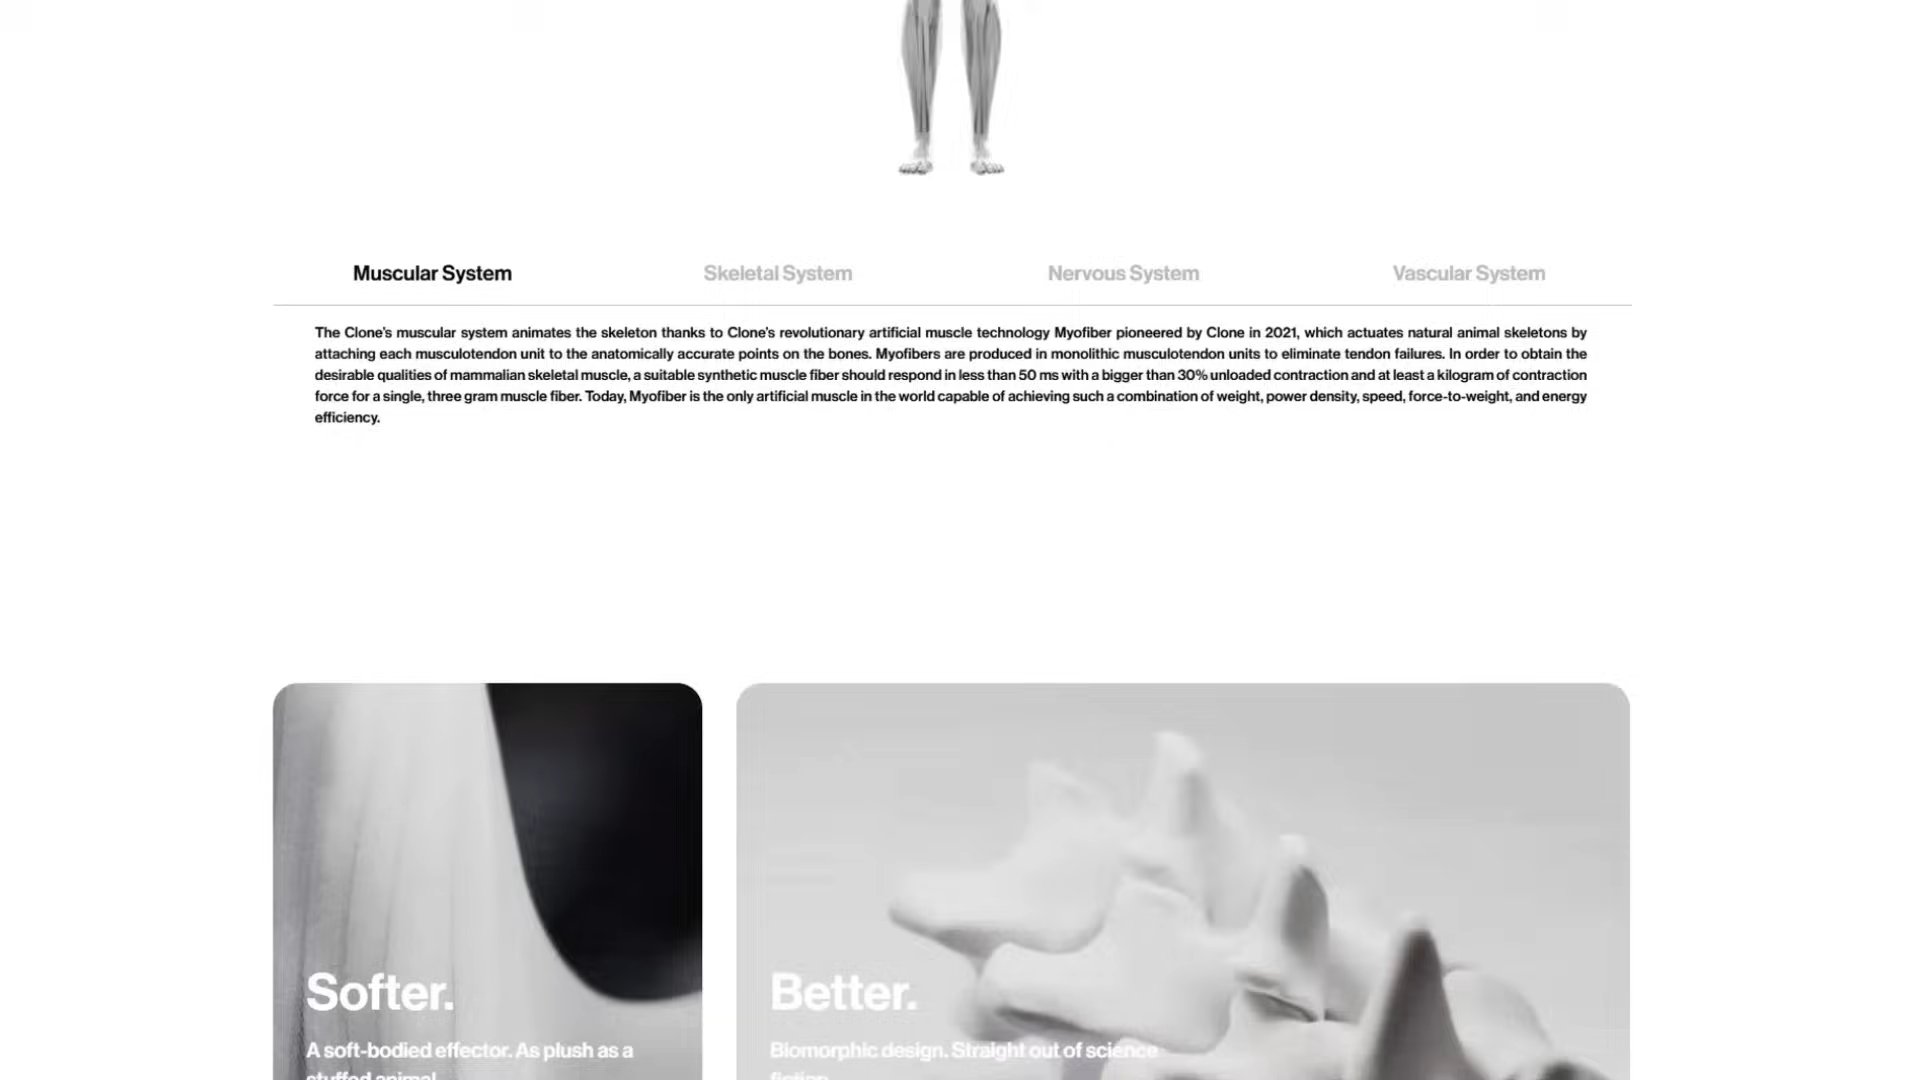 Muscular System
Skeletal System
Nervous System
Vascular System
The Clone's muscular system animates the skeleton thanks to Clone's revolutionary artificial muscle technology Myofiber pioneered by Clone in 2021, which actuates natural animal skeletons by
attaching each musculotendon unit to the anatomically accurate points on the bones. Myofibers are produced in monolithic musculotendon units to eliminate tendon failures. In order to obtain the
desirable qualities of mammalian skeletal muscle, a suitable synthetic muscle fiber should respond in less than 50 ms with a bigger than 30% unloaded contraction and at least a kilogram of contraction
force for a single, three gram muscle fiber. Today, Myofiber is the only artificial muscle in the world capable of achieving such a combination of weight, power density, speed, force-to-weight, and energy
efficiency.
Softer.
A soft-bodied effector. As plush as a
stuffed animal.
Better.
Biomorphic design. Straight out of science
fiction.